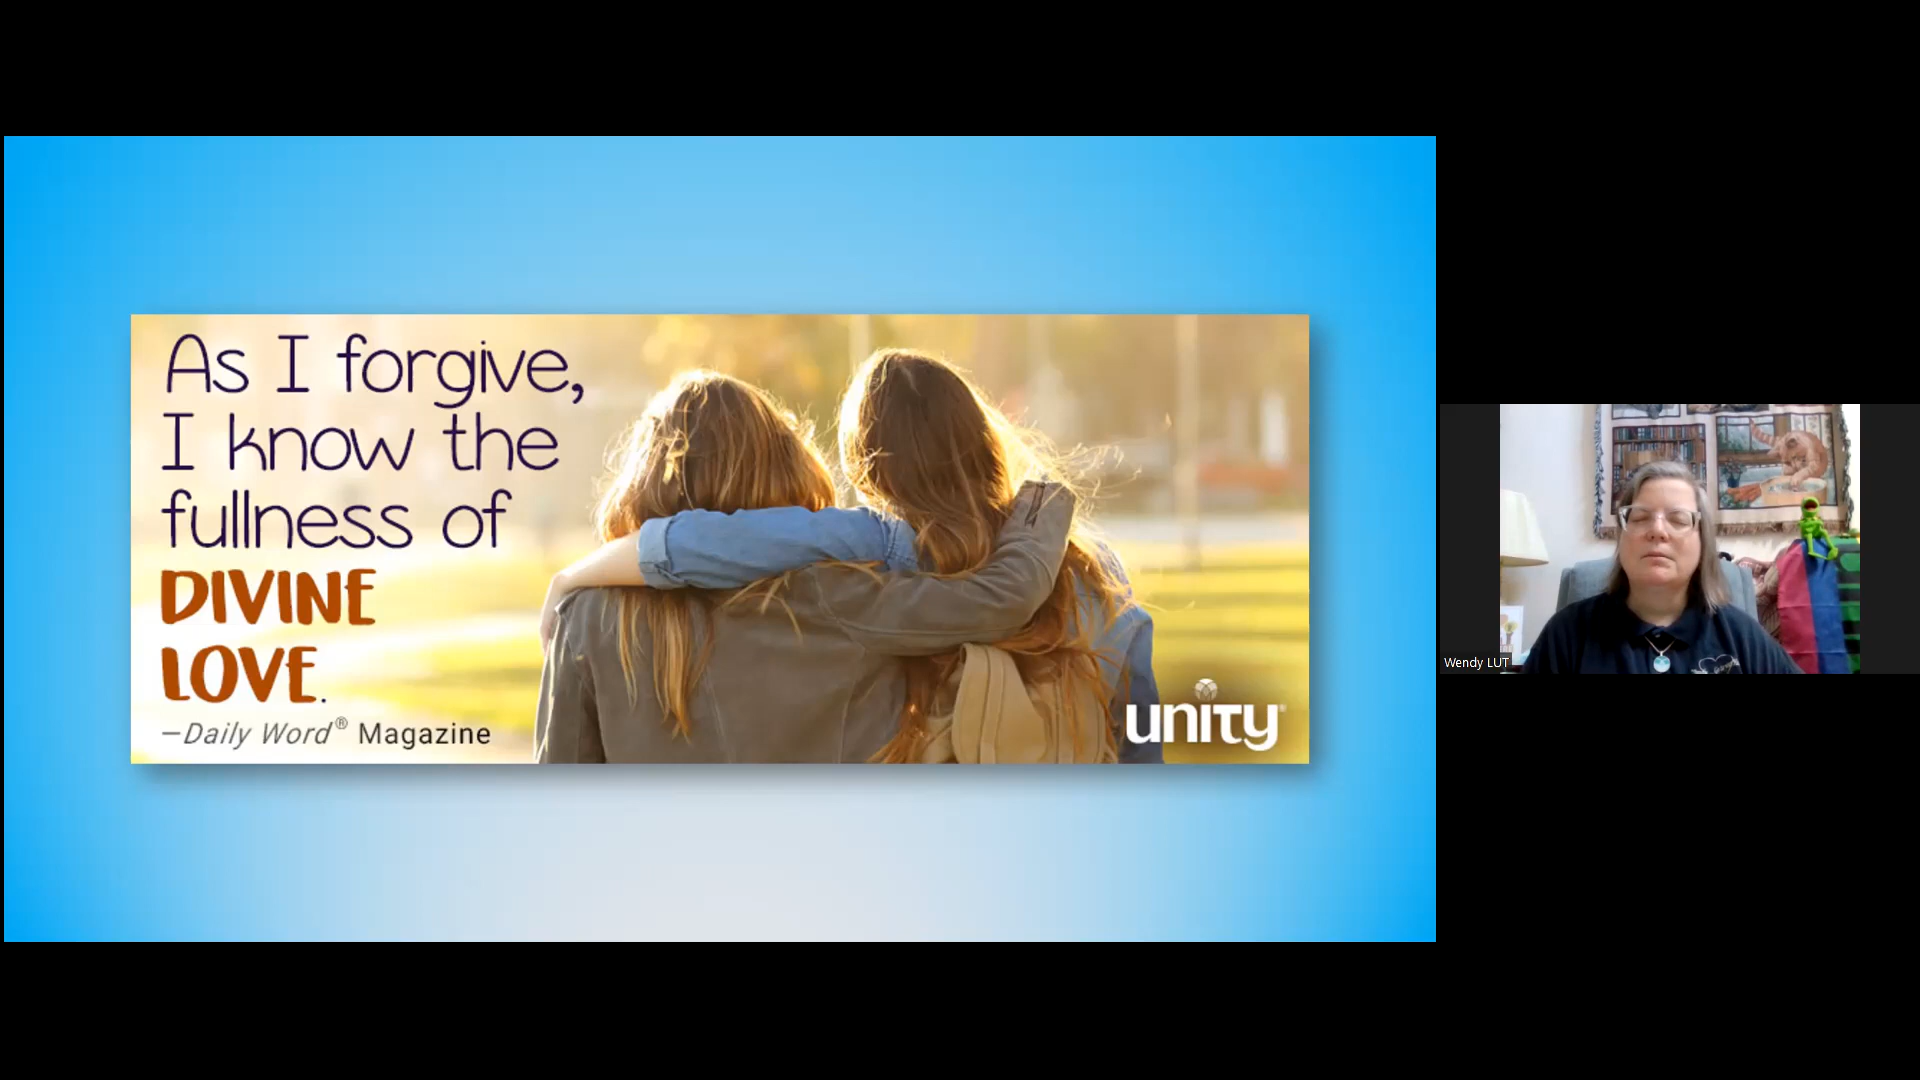 As I forgive,
I know the
fullness of
DIVINE
LOVE.
—Daily Word® Magazine
unity®
Wendy LUT